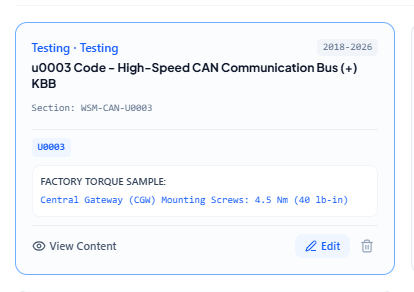 Testing · Testing
2018-2026
u0003 Code – High-Speed CAN Communication Bus (+)
KBB
Section: WSM-CAN-U0003
U0003
FACTORY TORQUE SAMPLE:
Central Gateway (CGW) Mounting Screws: 4.5 Nm (40 lb-in)
View Content
Edit